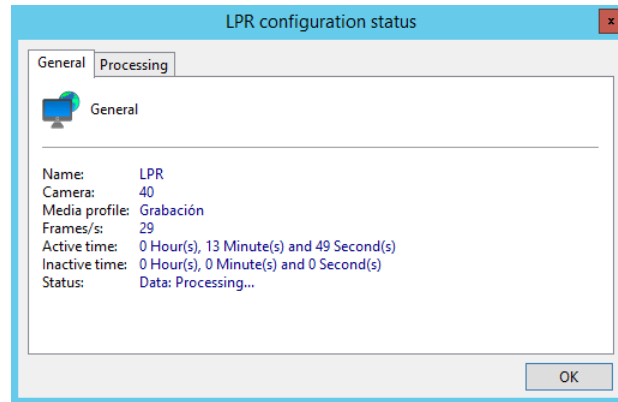 LPR configuration status
x
General Processing
General
Name: LPR
Camera: 40
Media profile: Grabación
Frames/s: 29
Active time: 0 Hour(s), 13 Minute(s) and 49 Second(s)
Inactive time: 0 Hour(s), 0 Minute(s) and 0 Second(s)
Status: Data: Processing...
OK